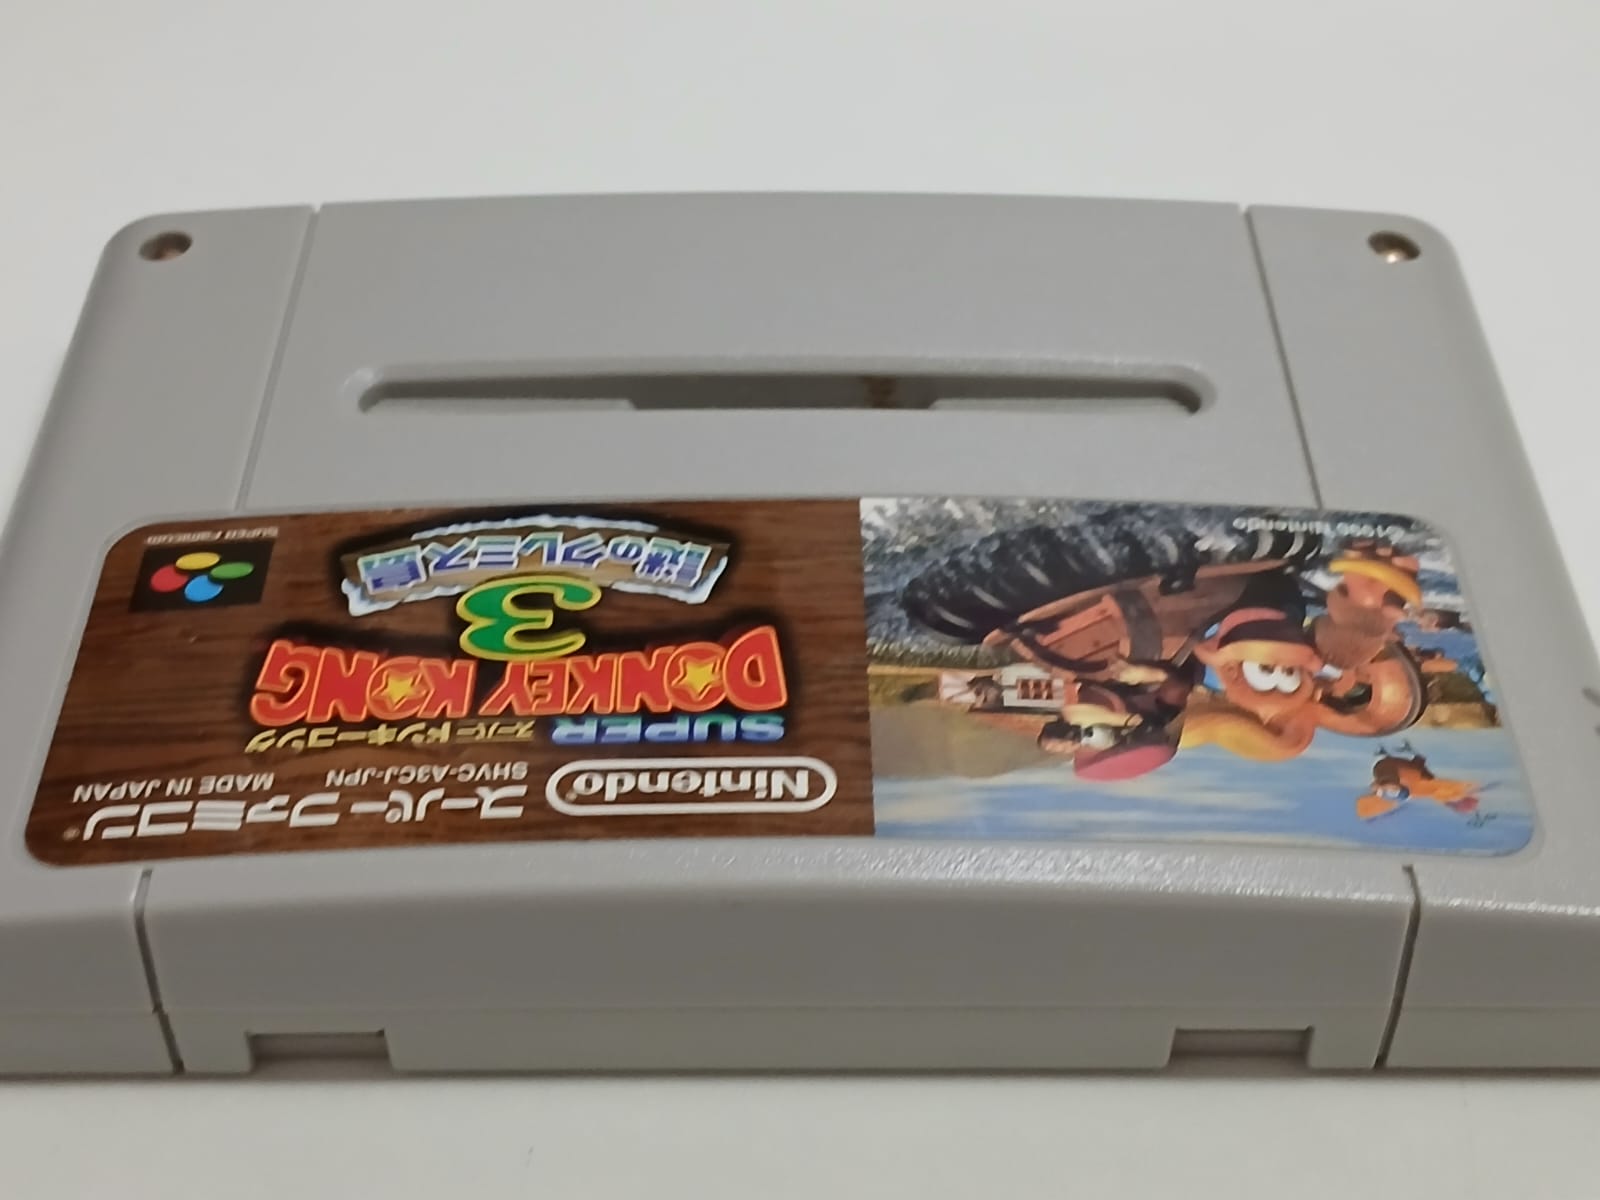 Nintendo®
スーパーファミコン®
SHVC-A3CJ-JPN
MADE IN JAPAN
SUPER
スーパードンキーコング
DONKEY KONG
3
謎のクレミス島
SUPER FAMICOM
©1996 Nintendo